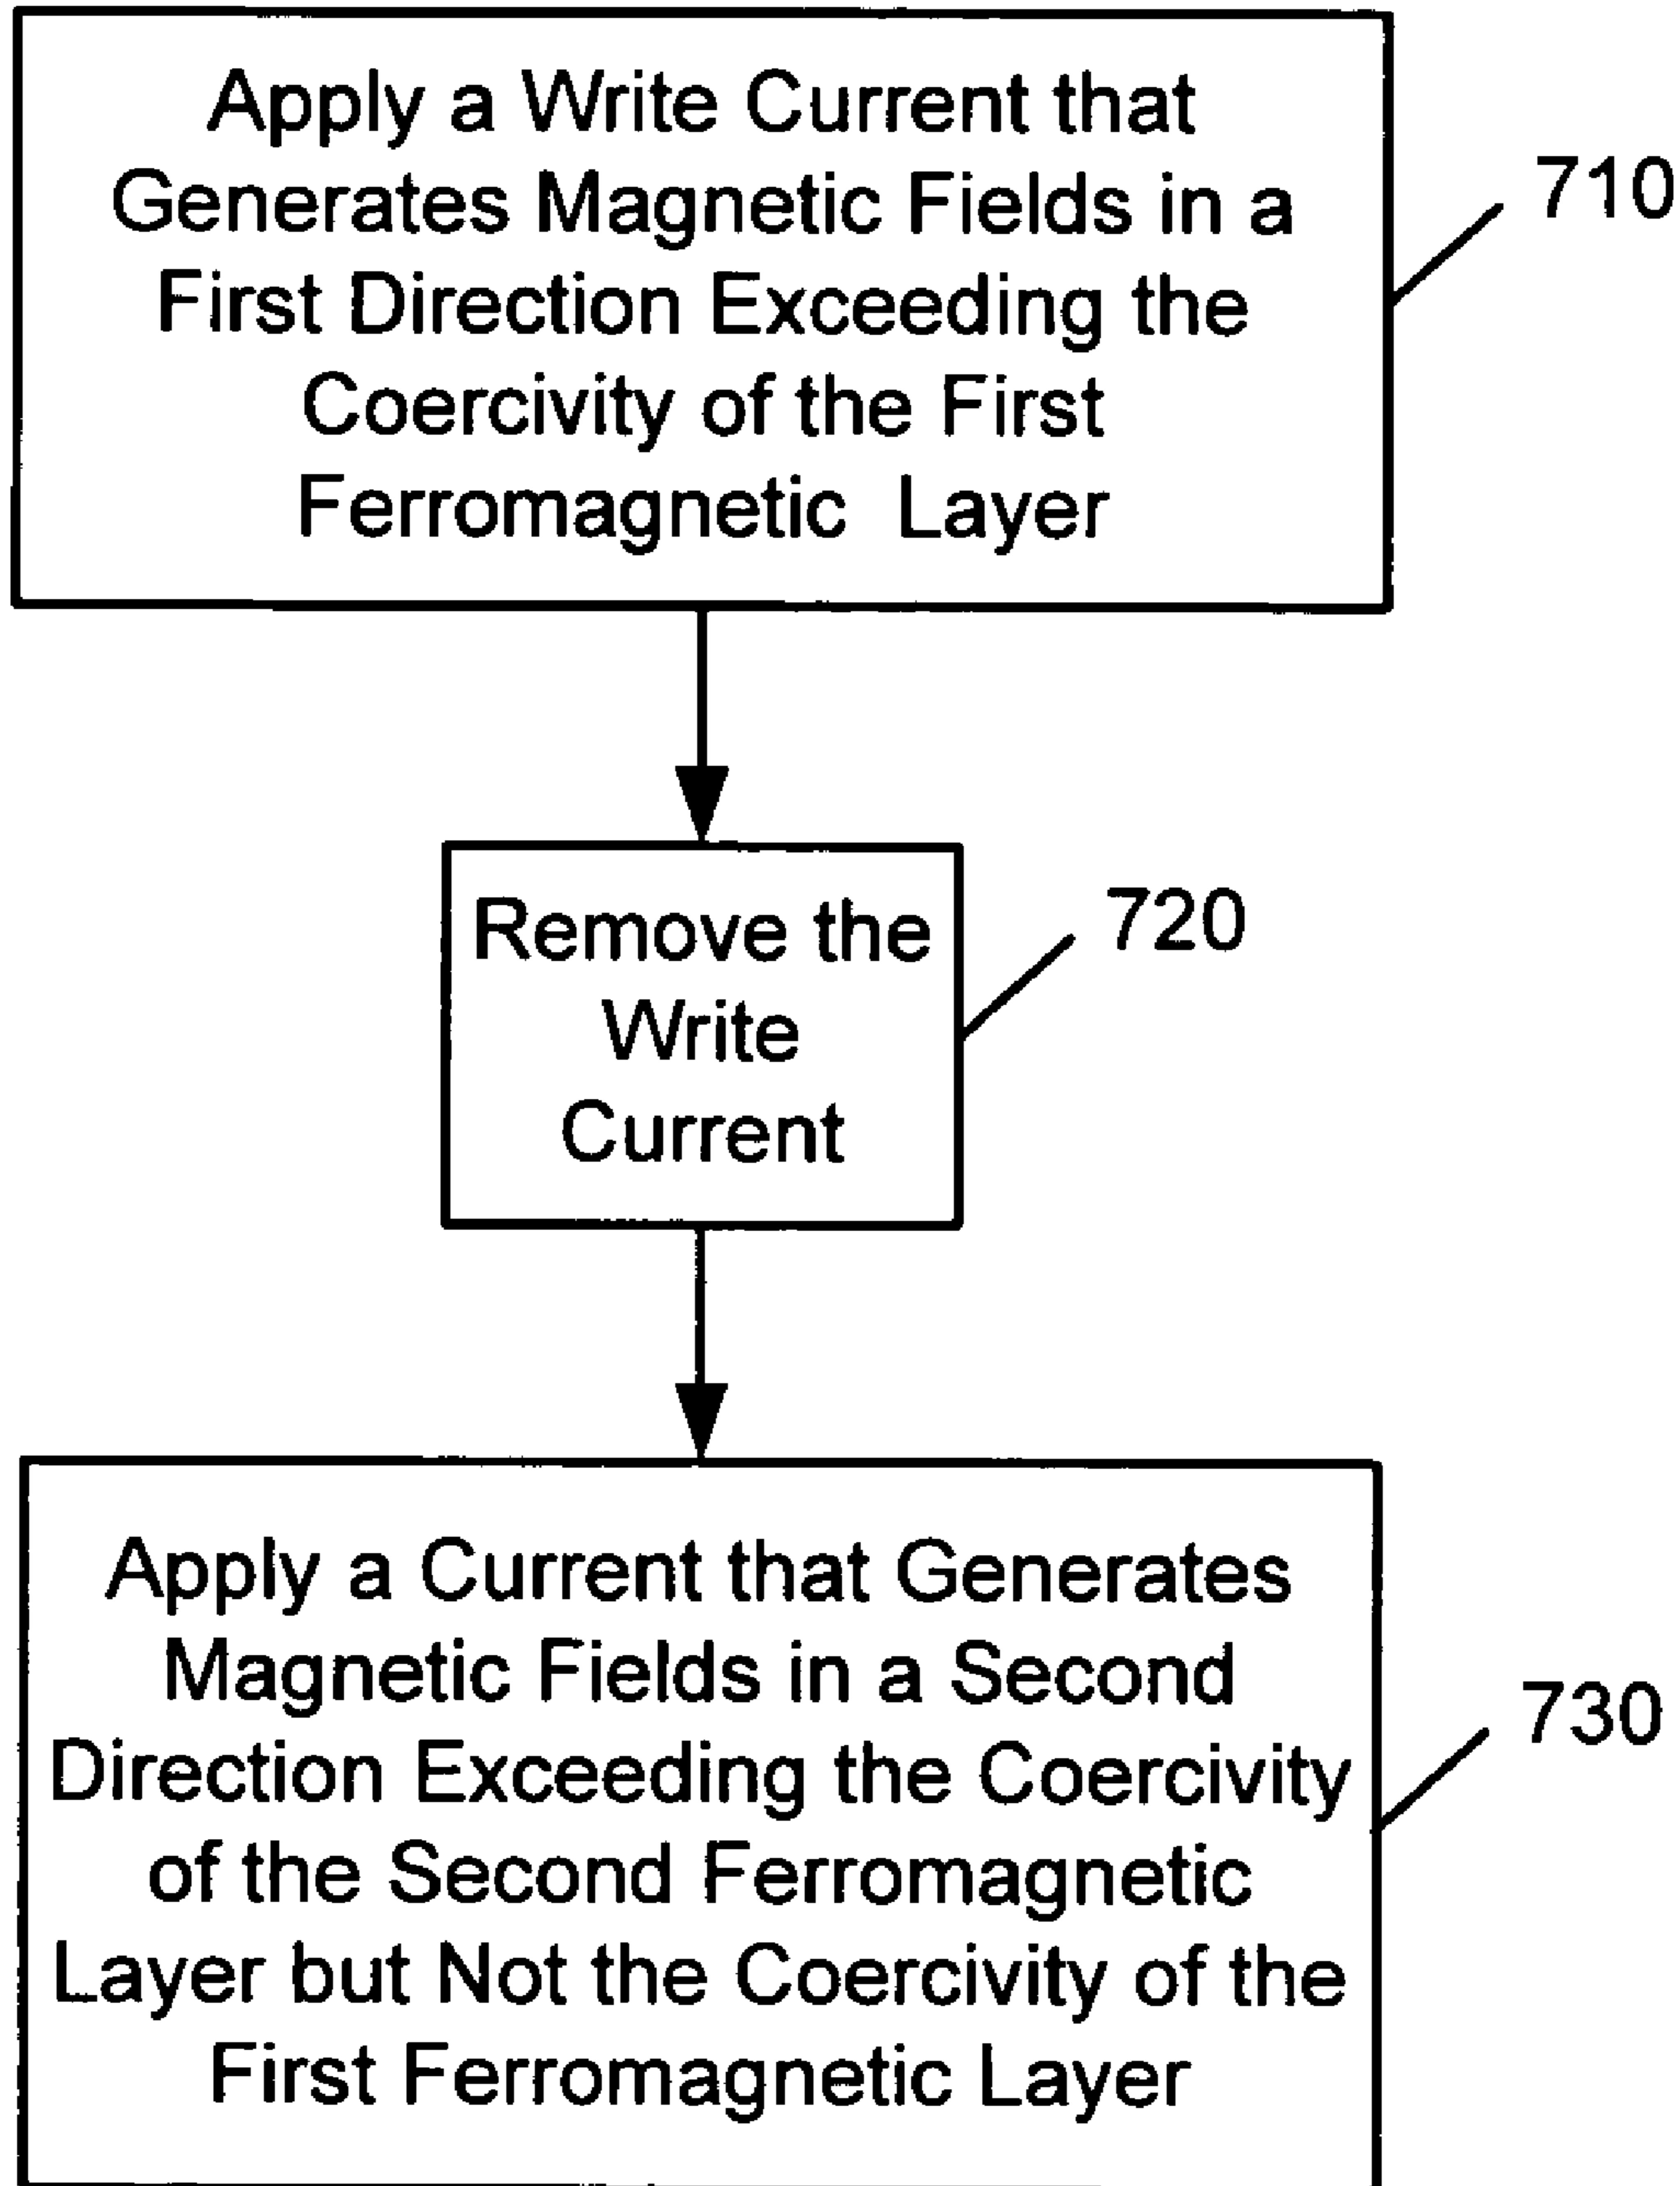 Apply a Write Current that
Generates Magnetic Fields in a
First Direction Exceeding the
Coercivity of the First
Ferromagnetic Layer
710
Remove the
Write
Current
720
Apply a Current that Generates
Magnetic Fields in a Second
Direction Exceeding the Coercivity
of the Second Ferromagnetic
Layer but Not the Coercivity of the
First Ferromagnetic Layer
730